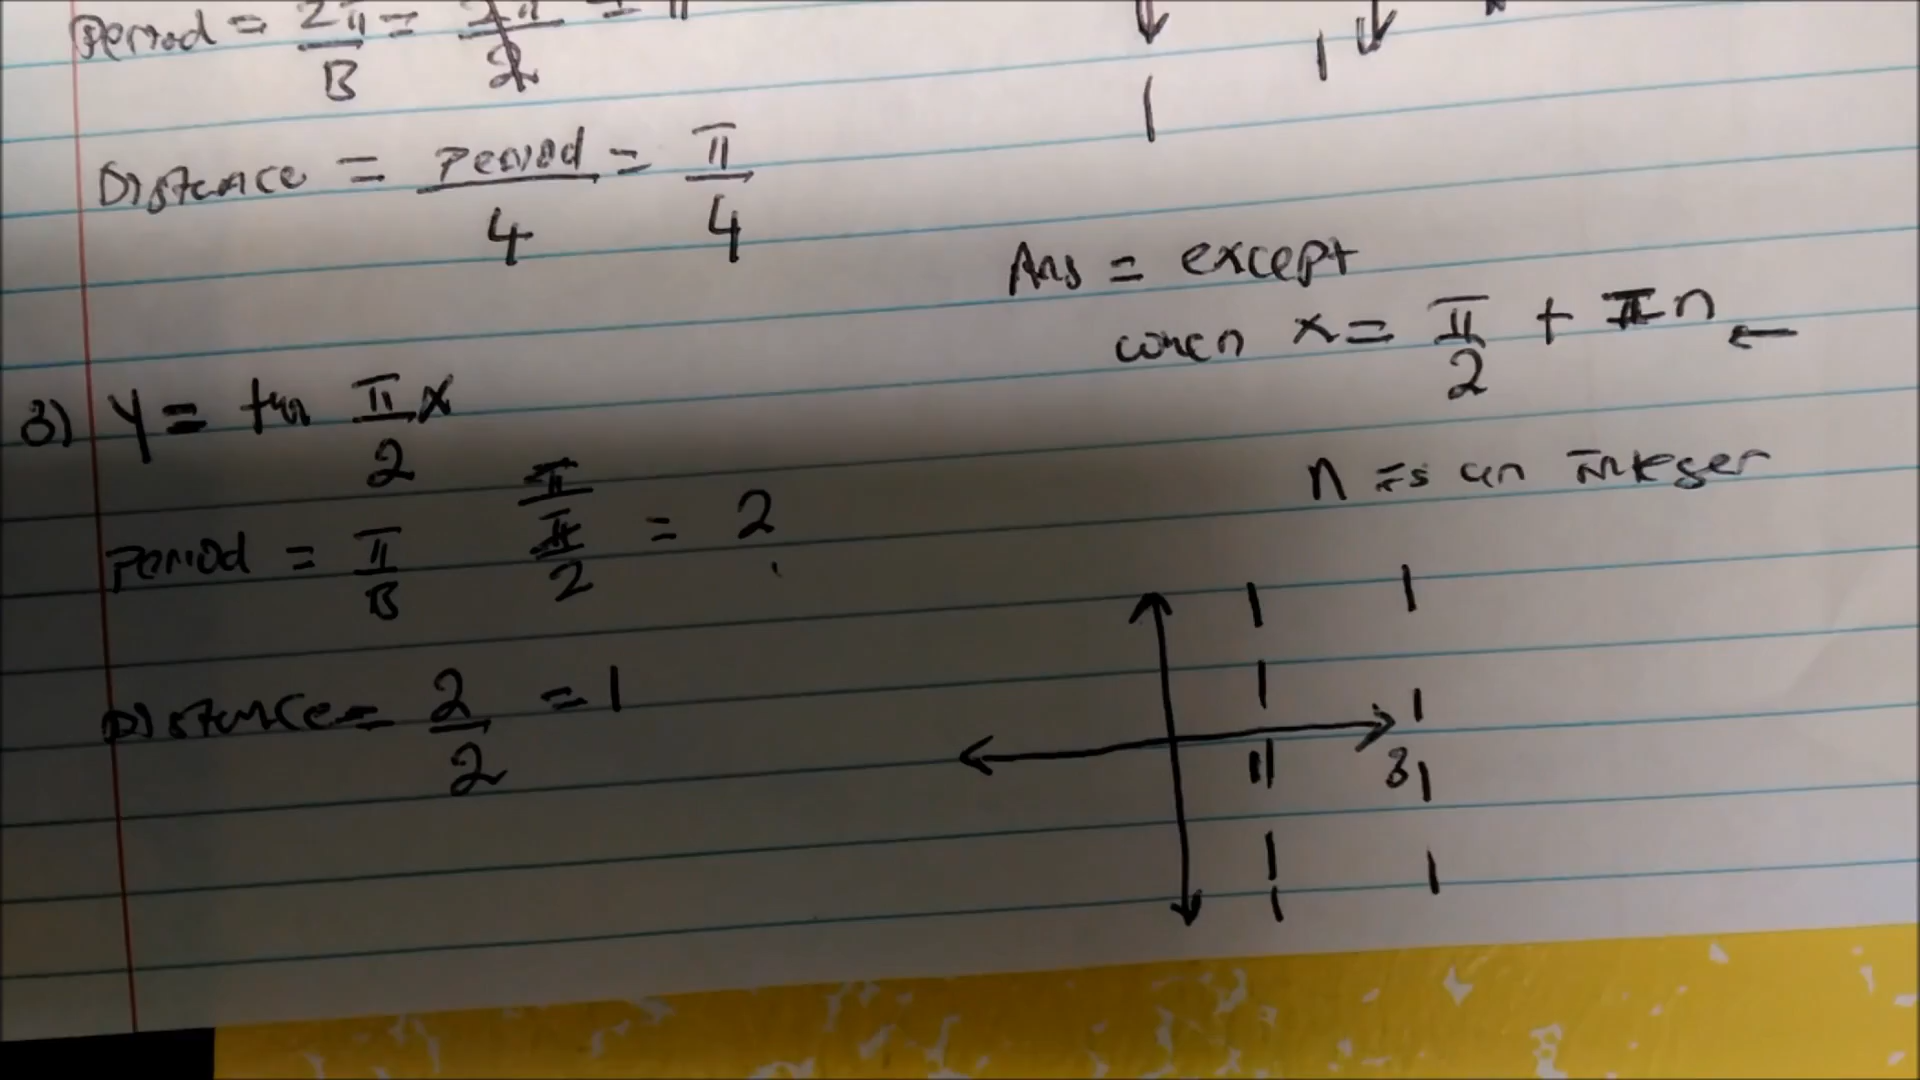 Period = 2π/B = 2π/2 = π
Distance = Period/4 = π/4
Ans = except
when x = π/2 + πn ←
3) y = tan π/2 x
n is an integer
Period = π/B π/(π/2) = 2
Distance = 2/2 = 1
1 3